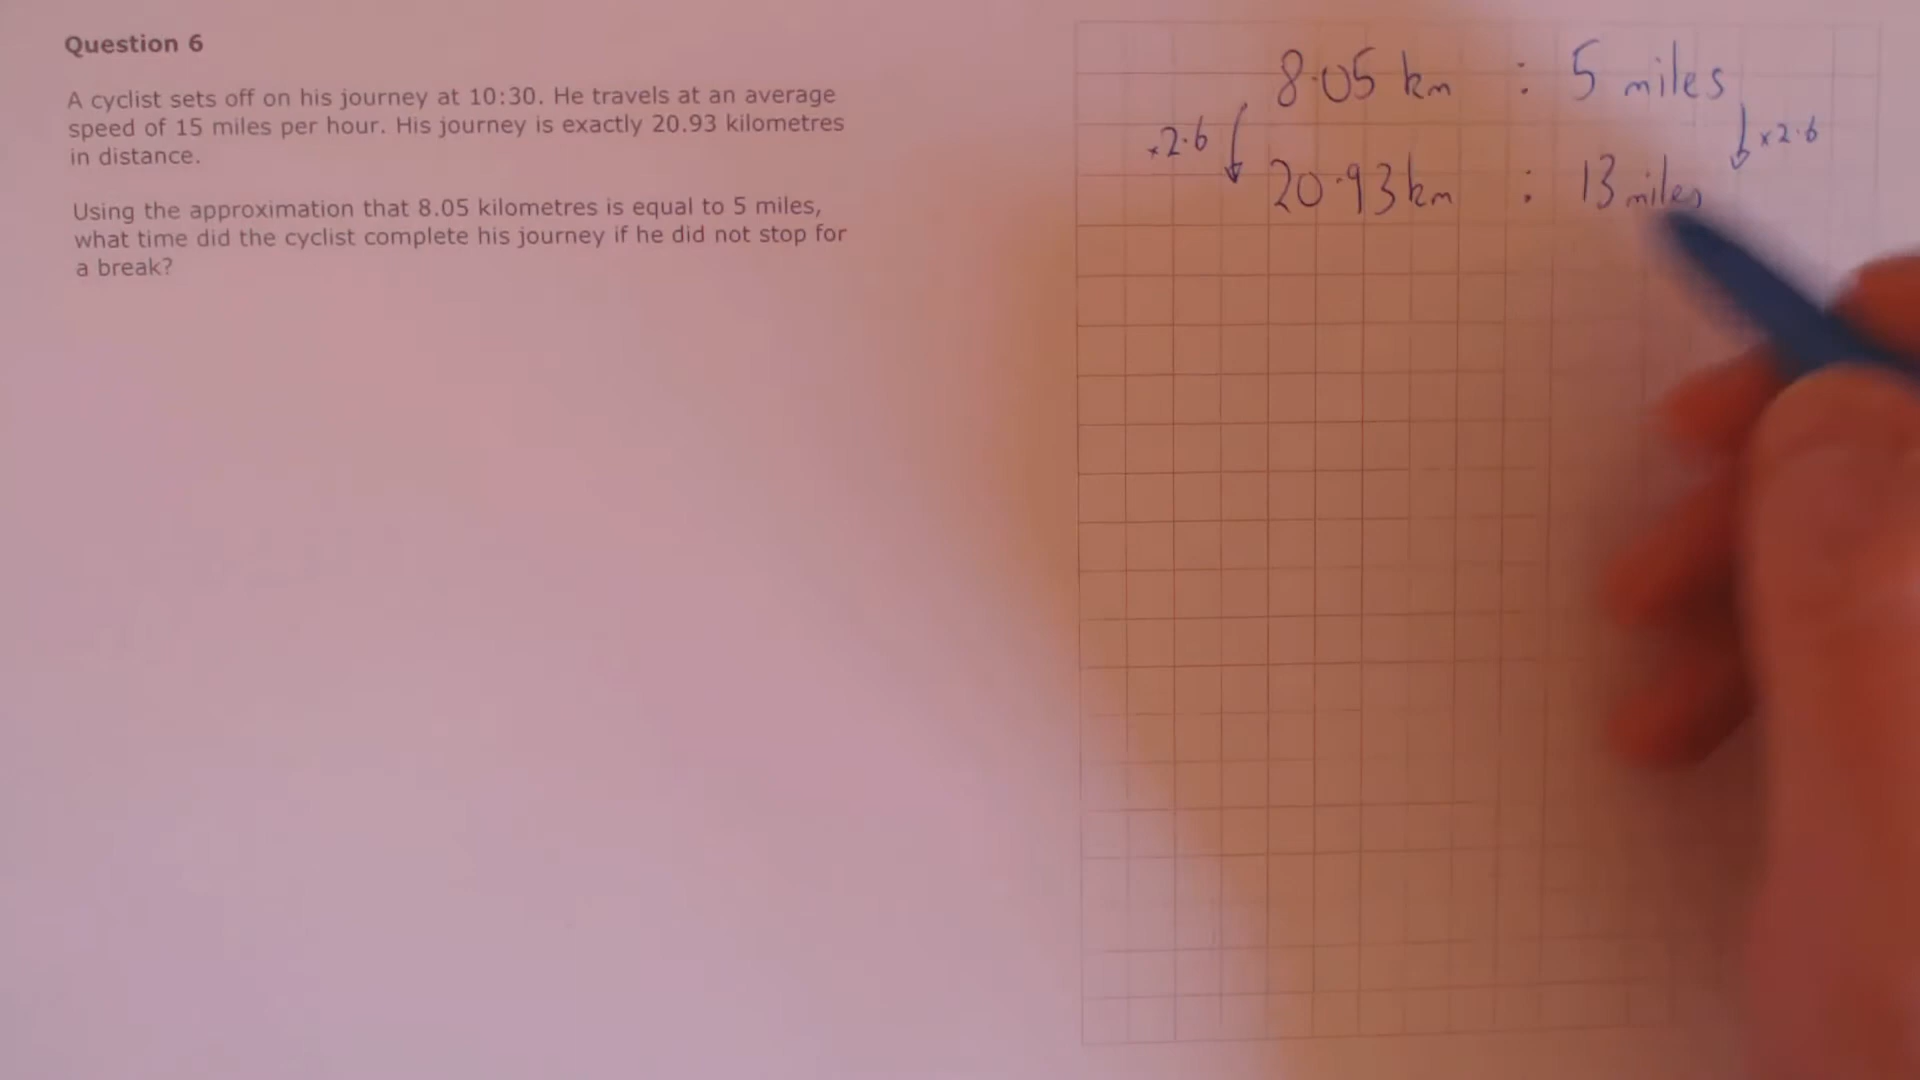 Question 6
A cyclist sets off on his journey at 10:30. He travels at an average
speed of 15 miles per hour. His journey is exactly 20.93 kilometres
in distance.
Using the approximation that 8.05 kilometres is equal to 5 miles,
what time did the cyclist complete his journey if he did not stop for
a break?
8.05 km : 5 miles
×2.6 ×2.6
20.93 km : 13 miles